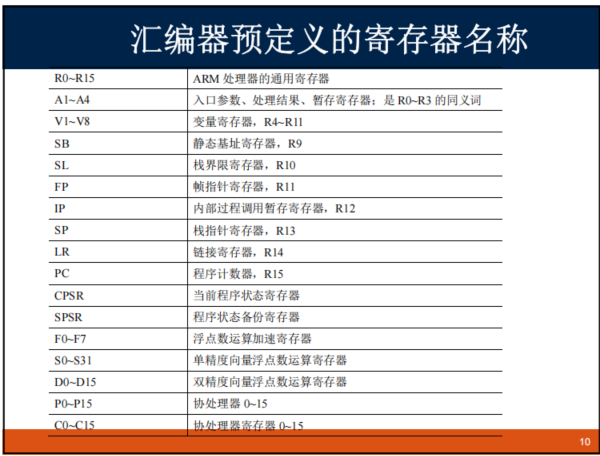 汇编器预定义的寄存器名称
R0~R15 ARM 处理器的通用寄存器
A1~A4 入口参数、处理结果、暂存寄存器；是 R0~R3 的同义词
V1~V8 变量寄存器，R4~R11
SB 静态基址寄存器，R9
SL 栈界限寄存器，R10
FP 帧指针寄存器，R11
IP 内部过程调用暂存寄存器，R12
SP 栈指针寄存器，R13
LR 链接寄存器，R14
PC 程序计数器，R15
CPSR 当前程序状态寄存器
SPSR 程序状态备份寄存器
F0~F7 浮点数运算加速寄存器
S0~S31 单精度向量浮点数运算寄存器
D0~D15 双精度向量浮点数运算寄存器
P0~P15 协处理器 0~15
C0~C15 协处理器寄存器 0~15
10